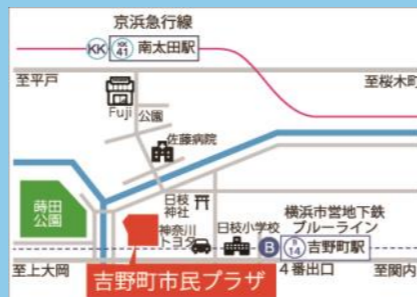 京浜急行線
KK
KK
41
南太田駅
至平戸
至桜木町
Fuji
公園
佐藤病院
蒔田
公園
日枝
神社
神奈川
トヨタ
日枝小学校
横浜市営地下鉄
ブルーライン
B
B
14
吉野町駅
至上大岡
吉野町市民プラザ
4番出口
至関内